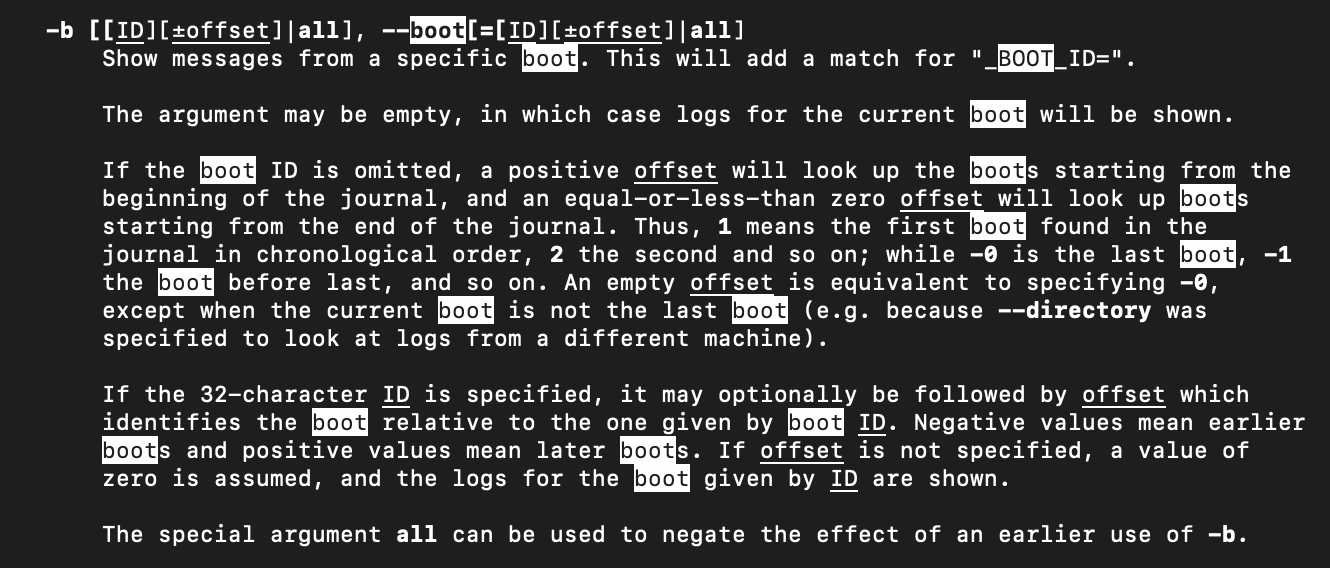 -b [[ID][±offset]|all], --boot[=[ID][±offset]|all]
Show messages from a specific boot. This will add a match for "_BOOT_ID=".
The argument may be empty, in which case logs for the current boot will be shown.
If the boot ID is omitted, a positive offset will look up the boots starting from the
beginning of the journal, and an equal-or-less-than zero offset will look up boots
starting from the end of the journal. Thus, 1 means the first boot found in the
journal in chronological order, 2 the second and so on; while -0 is the last boot, -1
the boot before last, and so on. An empty offset is equivalent to specifying -0,
except when the current boot is not the last boot (e.g. because --directory was
specified to look at logs from a different machine).
If the 32-character ID is specified, it may optionally be followed by offset which
identifies the boot relative to the one given by boot ID. Negative values mean earlier
boots and positive values mean later boots. If offset is not specified, a value of
zero is assumed, and the logs for the boot given by ID are shown.
The special argument all can be used to negate the effect of an earlier use of -b.